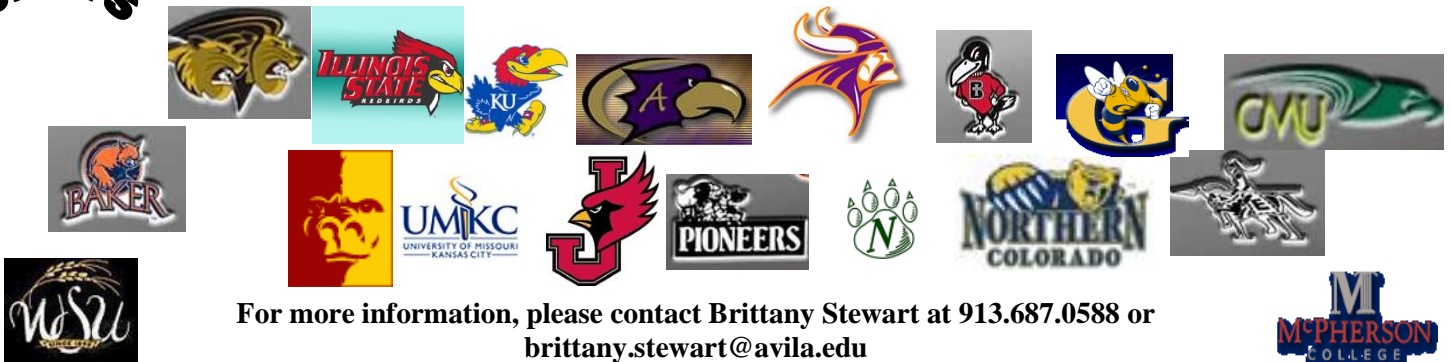 ILLINOIS
STATE
REDBIRDS
KU
A
G
CMU
BAKER
UMKC
UNIVERSITY OF MISSOURI
KANSAS CITY
J
PIONEERS
N
NORTHERN
COLORADO
WSU
For more information, please contact Brittany Stewart at 913.687.0588 or
brittany.stewart@avila.edu
M
McPHERSON
COLLEGE